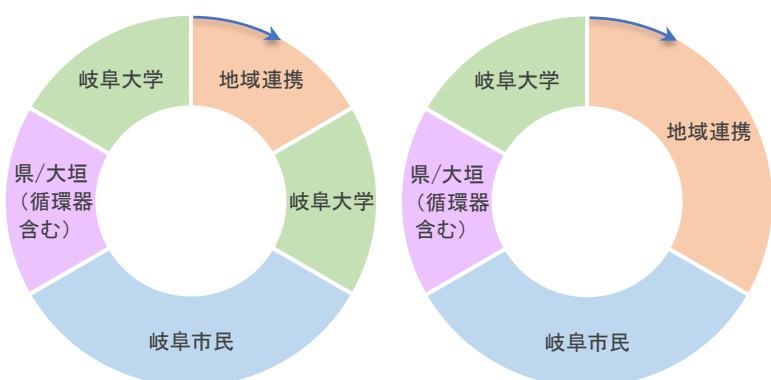 地域連携
岐阜大学
岐阜市民
県/大垣
（循環器
含む）
岐阜大学
地域連携
岐阜市民
県/大垣
（循環器
含む）
岐阜大学